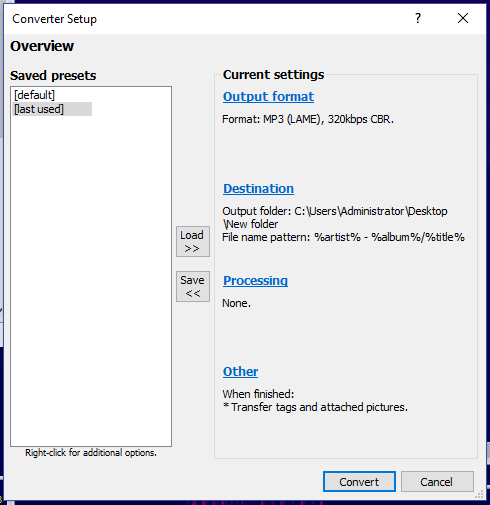 Converter Setup
?
Overview
Saved presets
[default]
[last used]
Right-click for additional options.
Load
>>
Save
<<
Current settings
Output format
Format: MP3 (LAME), 320kbps CBR.
Destination
Output folder: C:\Users\Administrator\Desktop
\New folder
File name pattern: %artist% - %album%/%title%
Processing
None.
Other
When finished:
* Transfer tags and attached pictures.
Convert
Cancel